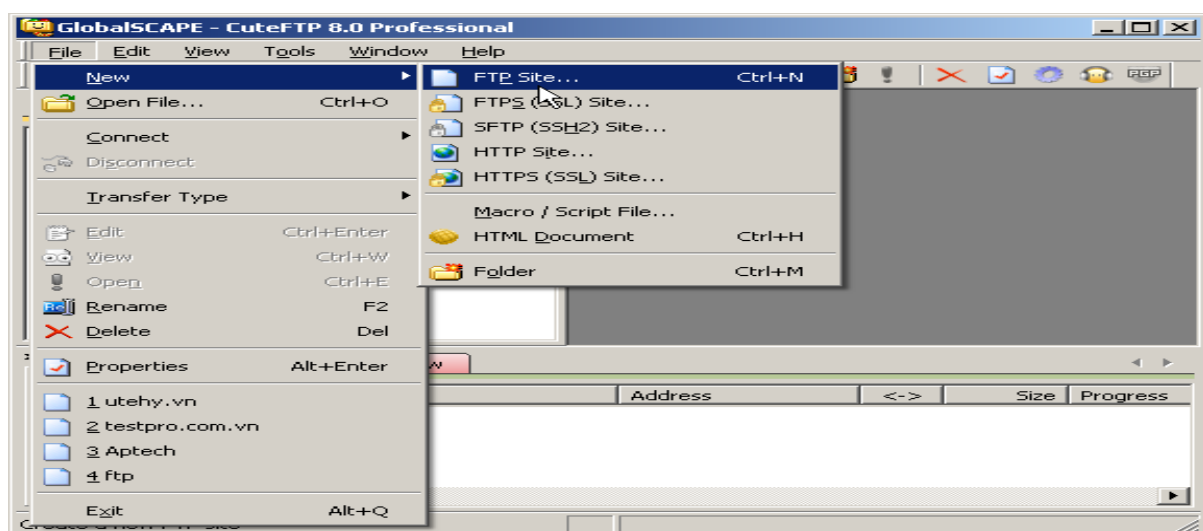 GlobalSCAPE - CuteFTP 8.0 Professional
File Edit View Tools Window Help
New
Open File... Ctrl+O
Connect
Disconnect
Transfer Type
Edit Ctrl+Enter
View Ctrl+W
Open Ctrl+E
Rename F2
Delete Del
Properties Alt+Enter
1 utehy.vn
2 testpro.com.vn
3 Aptech
4 ftp
Exit Alt+Q
FTP Site... Ctrl+N
FTPS (SSL) Site...
SFTP (SSH2) Site...
HTTP Site...
HTTPS (SSL) Site...
Macro / Script File...
HTML Document Ctrl+H
Folder Ctrl+M
PGP
Address <-> Size Progress